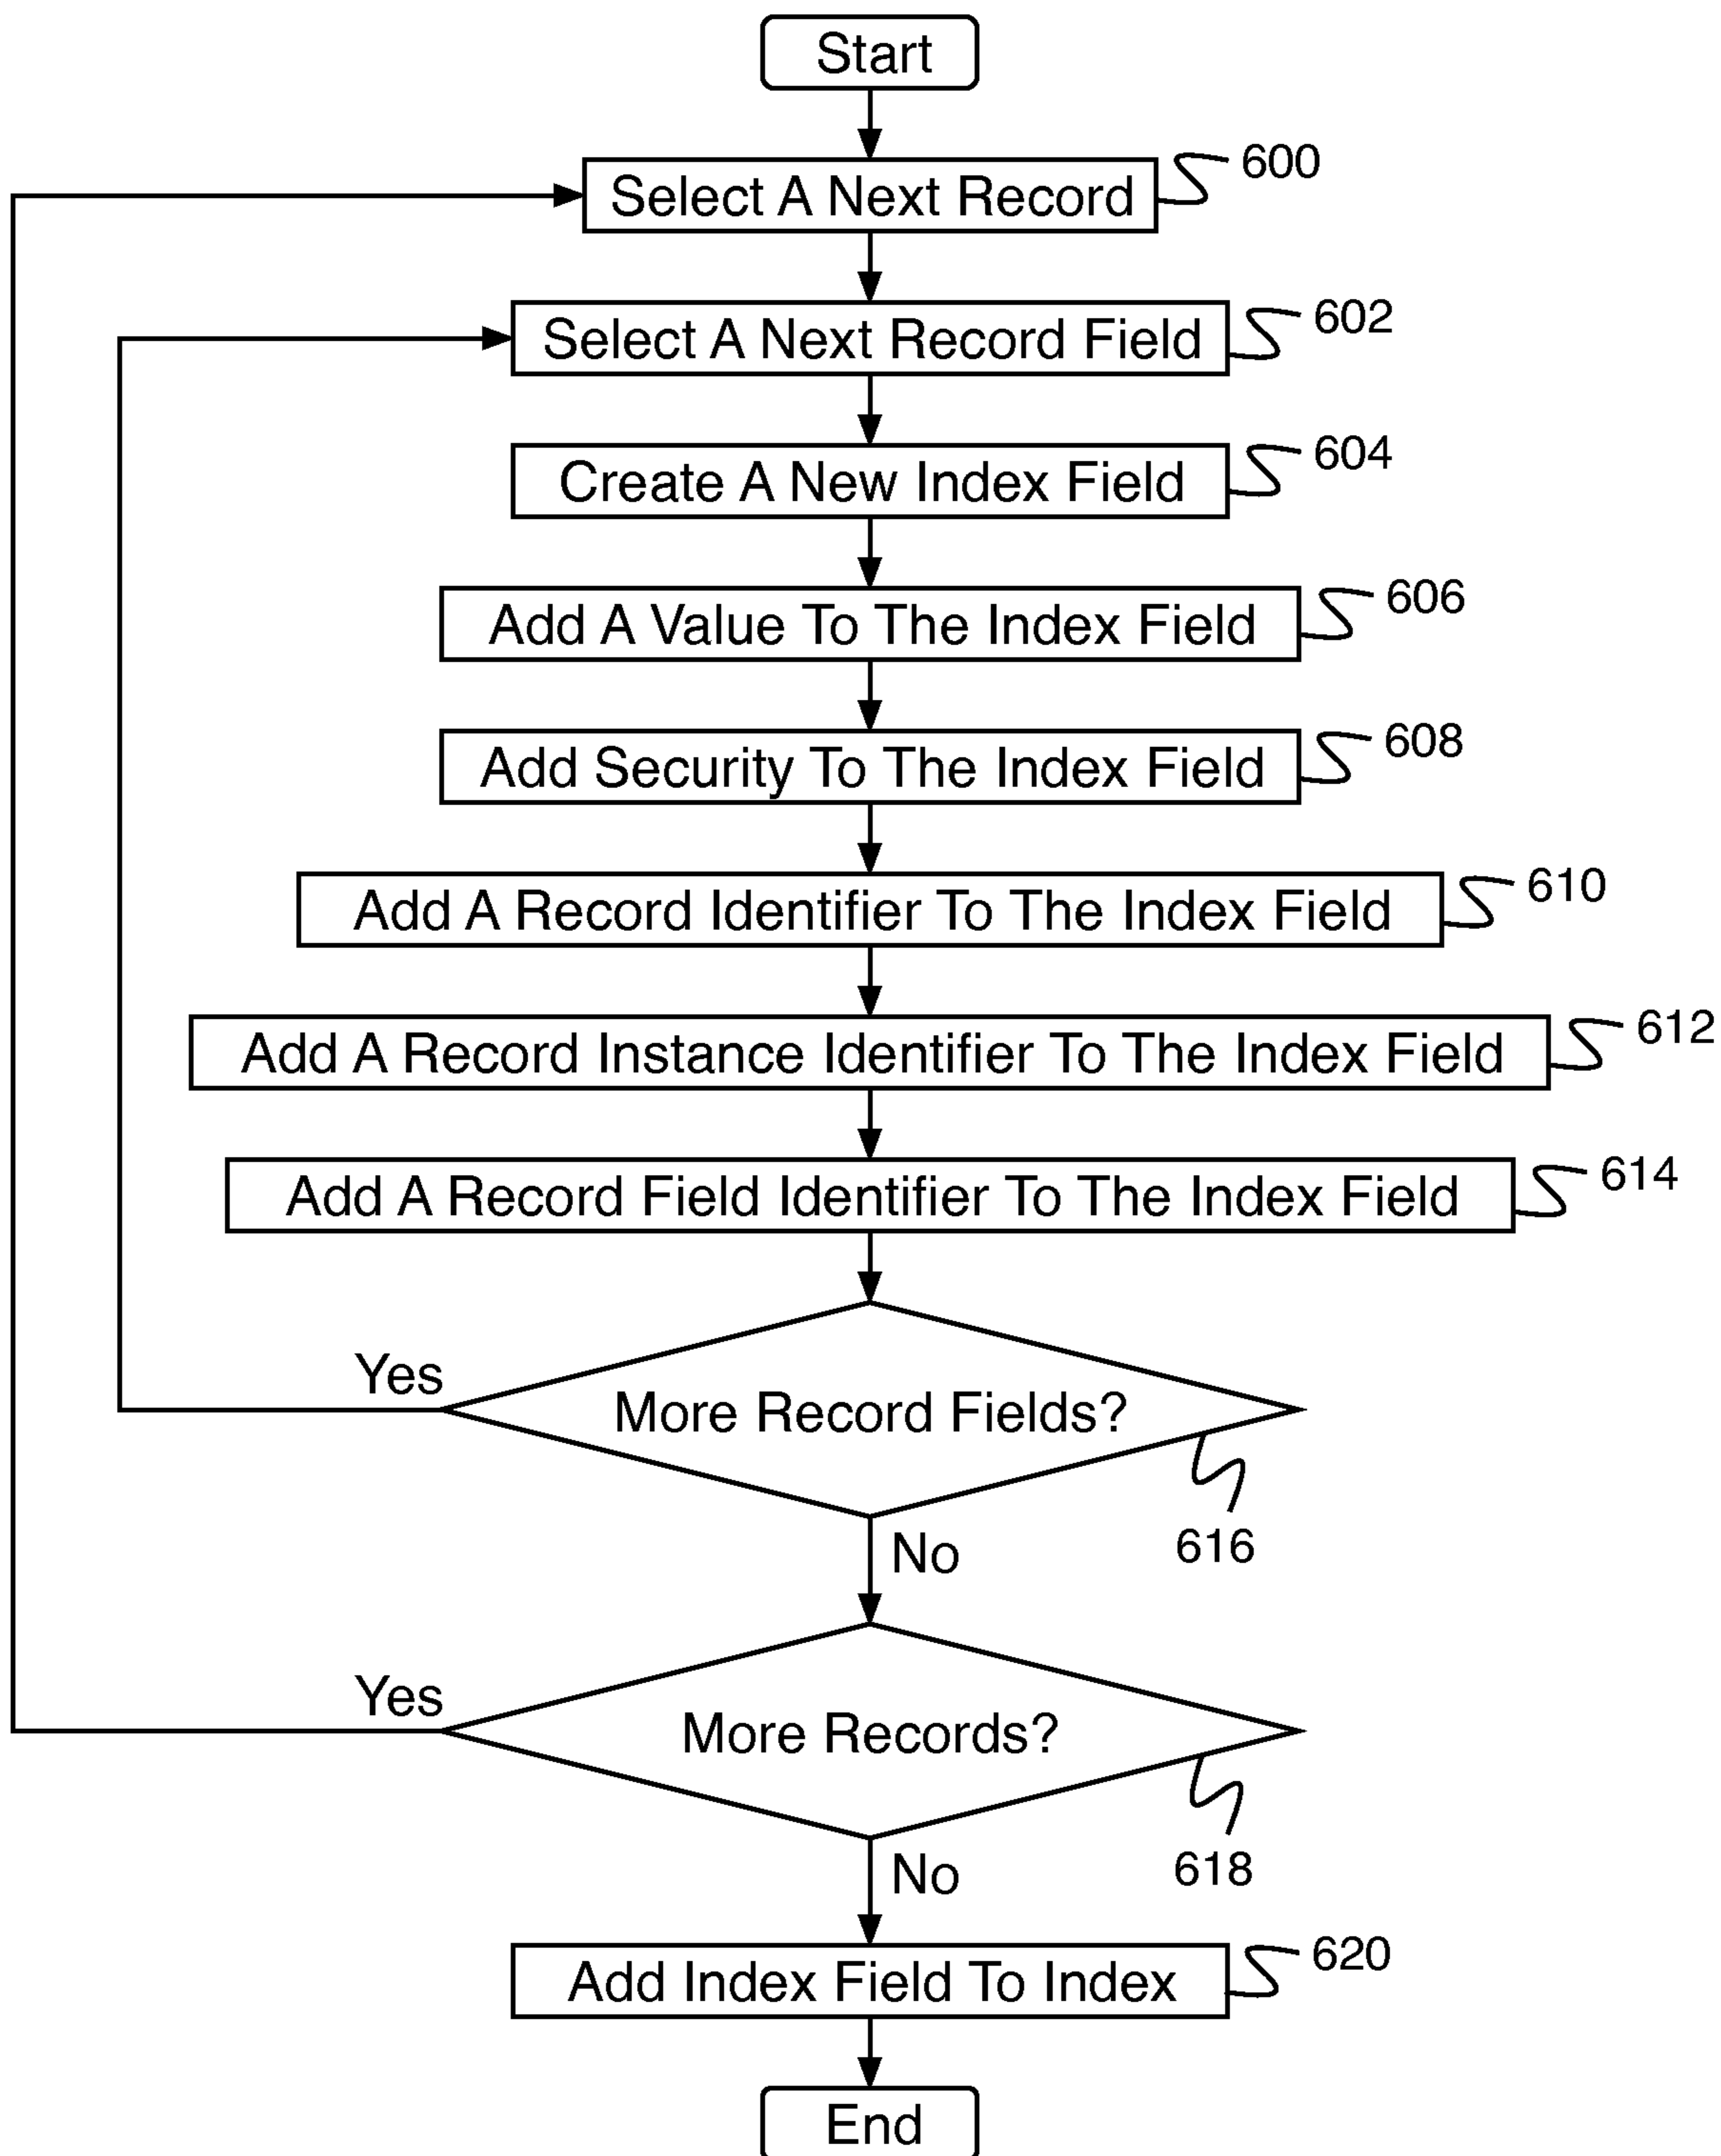 Start
Select A Next Record
600
Select A Next Record Field
602
Create A New Index Field
604
Add A Value To The Index Field
606
Add Security To The Index Field
608
Add A Record Identifier To The Index Field
610
Add A Record Instance Identifier To The Index Field
612
Add A Record Field Identifier To The Index Field
614
Yes
More Record Fields?
616
No
Yes
More Records?
618
No
Add Index Field To Index
620
End